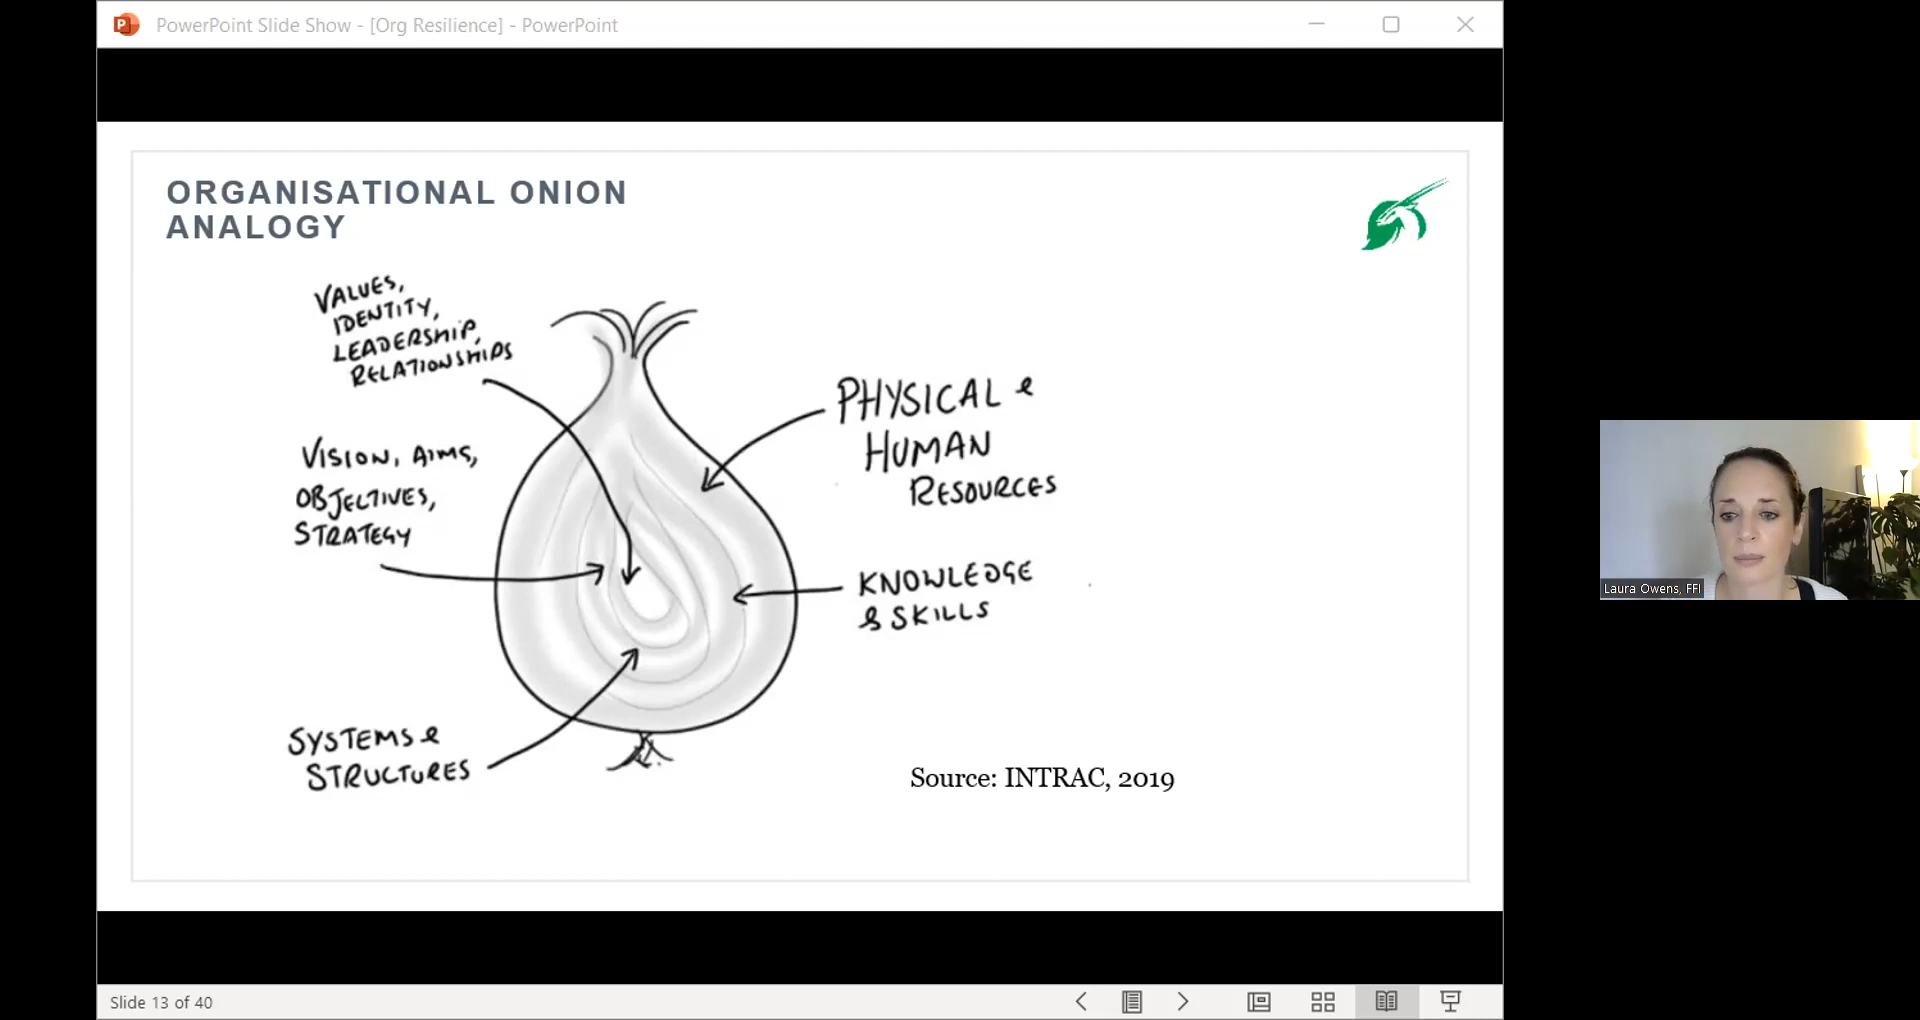 PowerPoint Slide Show - [Org Resilience] - PowerPoint
ORGANISATIONAL ONION
ANALOGY
VALUES,
IDENTITY,
LEADERSHIP,
RELATIONSHIPS
VISION, AIMS,
OBJECTIVES,
STRATEGY
SYSTEMS &
STRUCTURES
PHYSICAL &
HUMAN
RESOURCES
KNOWLEDGE
& SKILLS
Source: INTRAC, 2019
Laura Owens, FFI
Slide 13 of 40